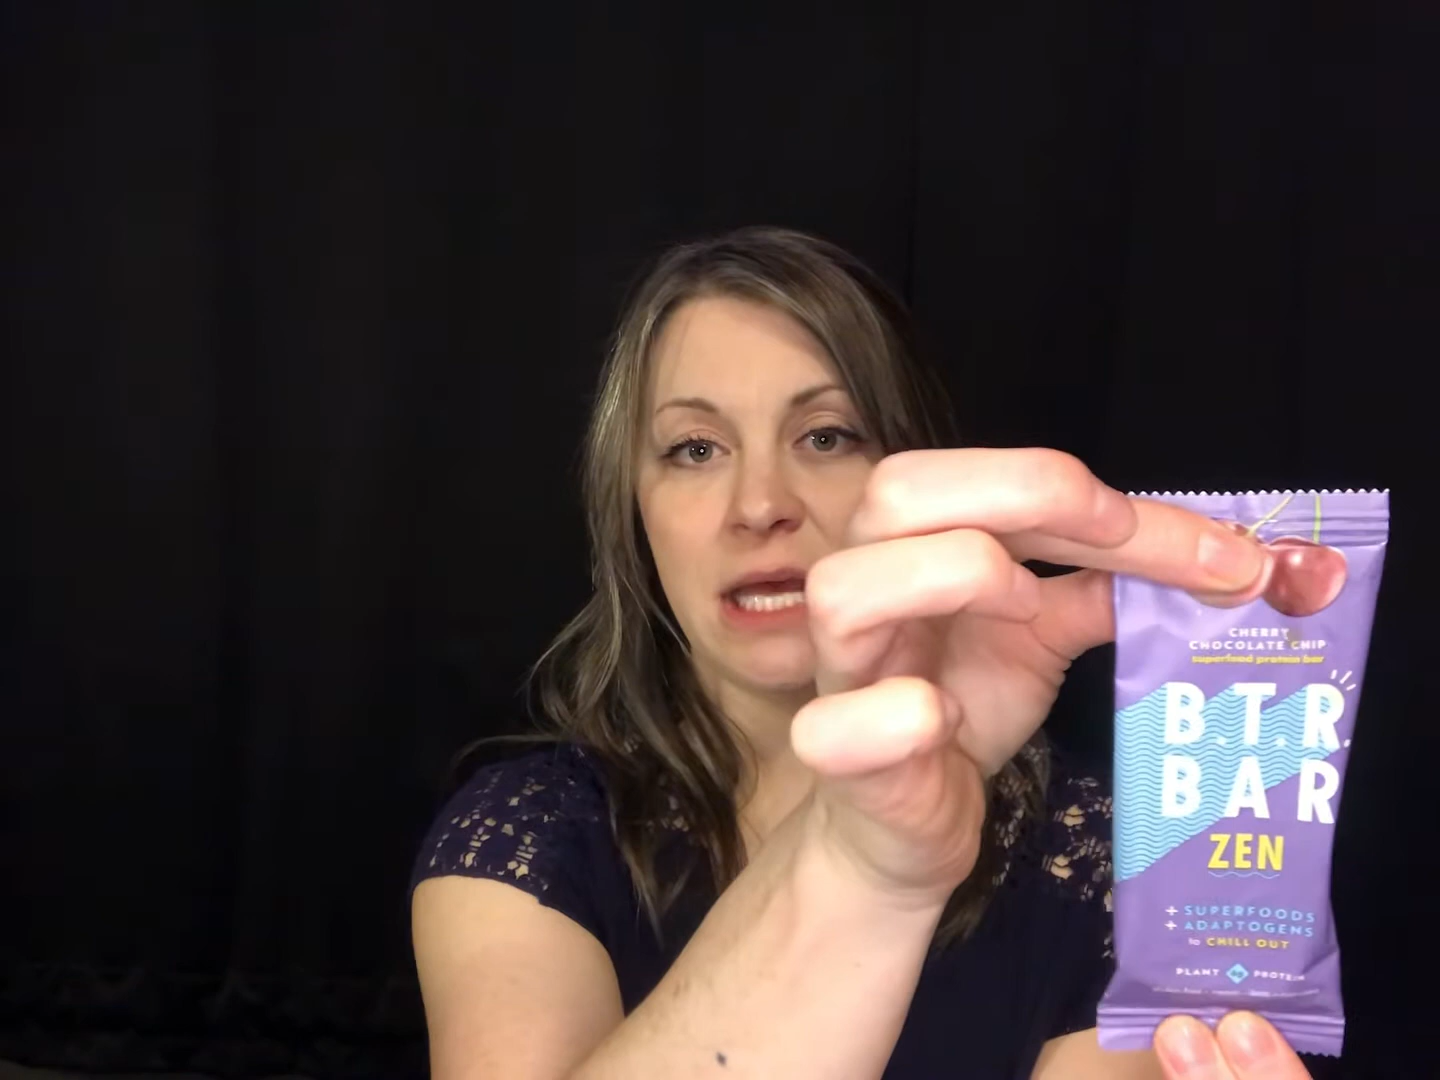 CHERRY
CHOCOLATE CHIP
superfood protein bar
B.T.R.
BAR
ZEN
+ SUPERFOODS
+ ADAPTOGENS
to CHILL OUT
PLANT PROTEIN